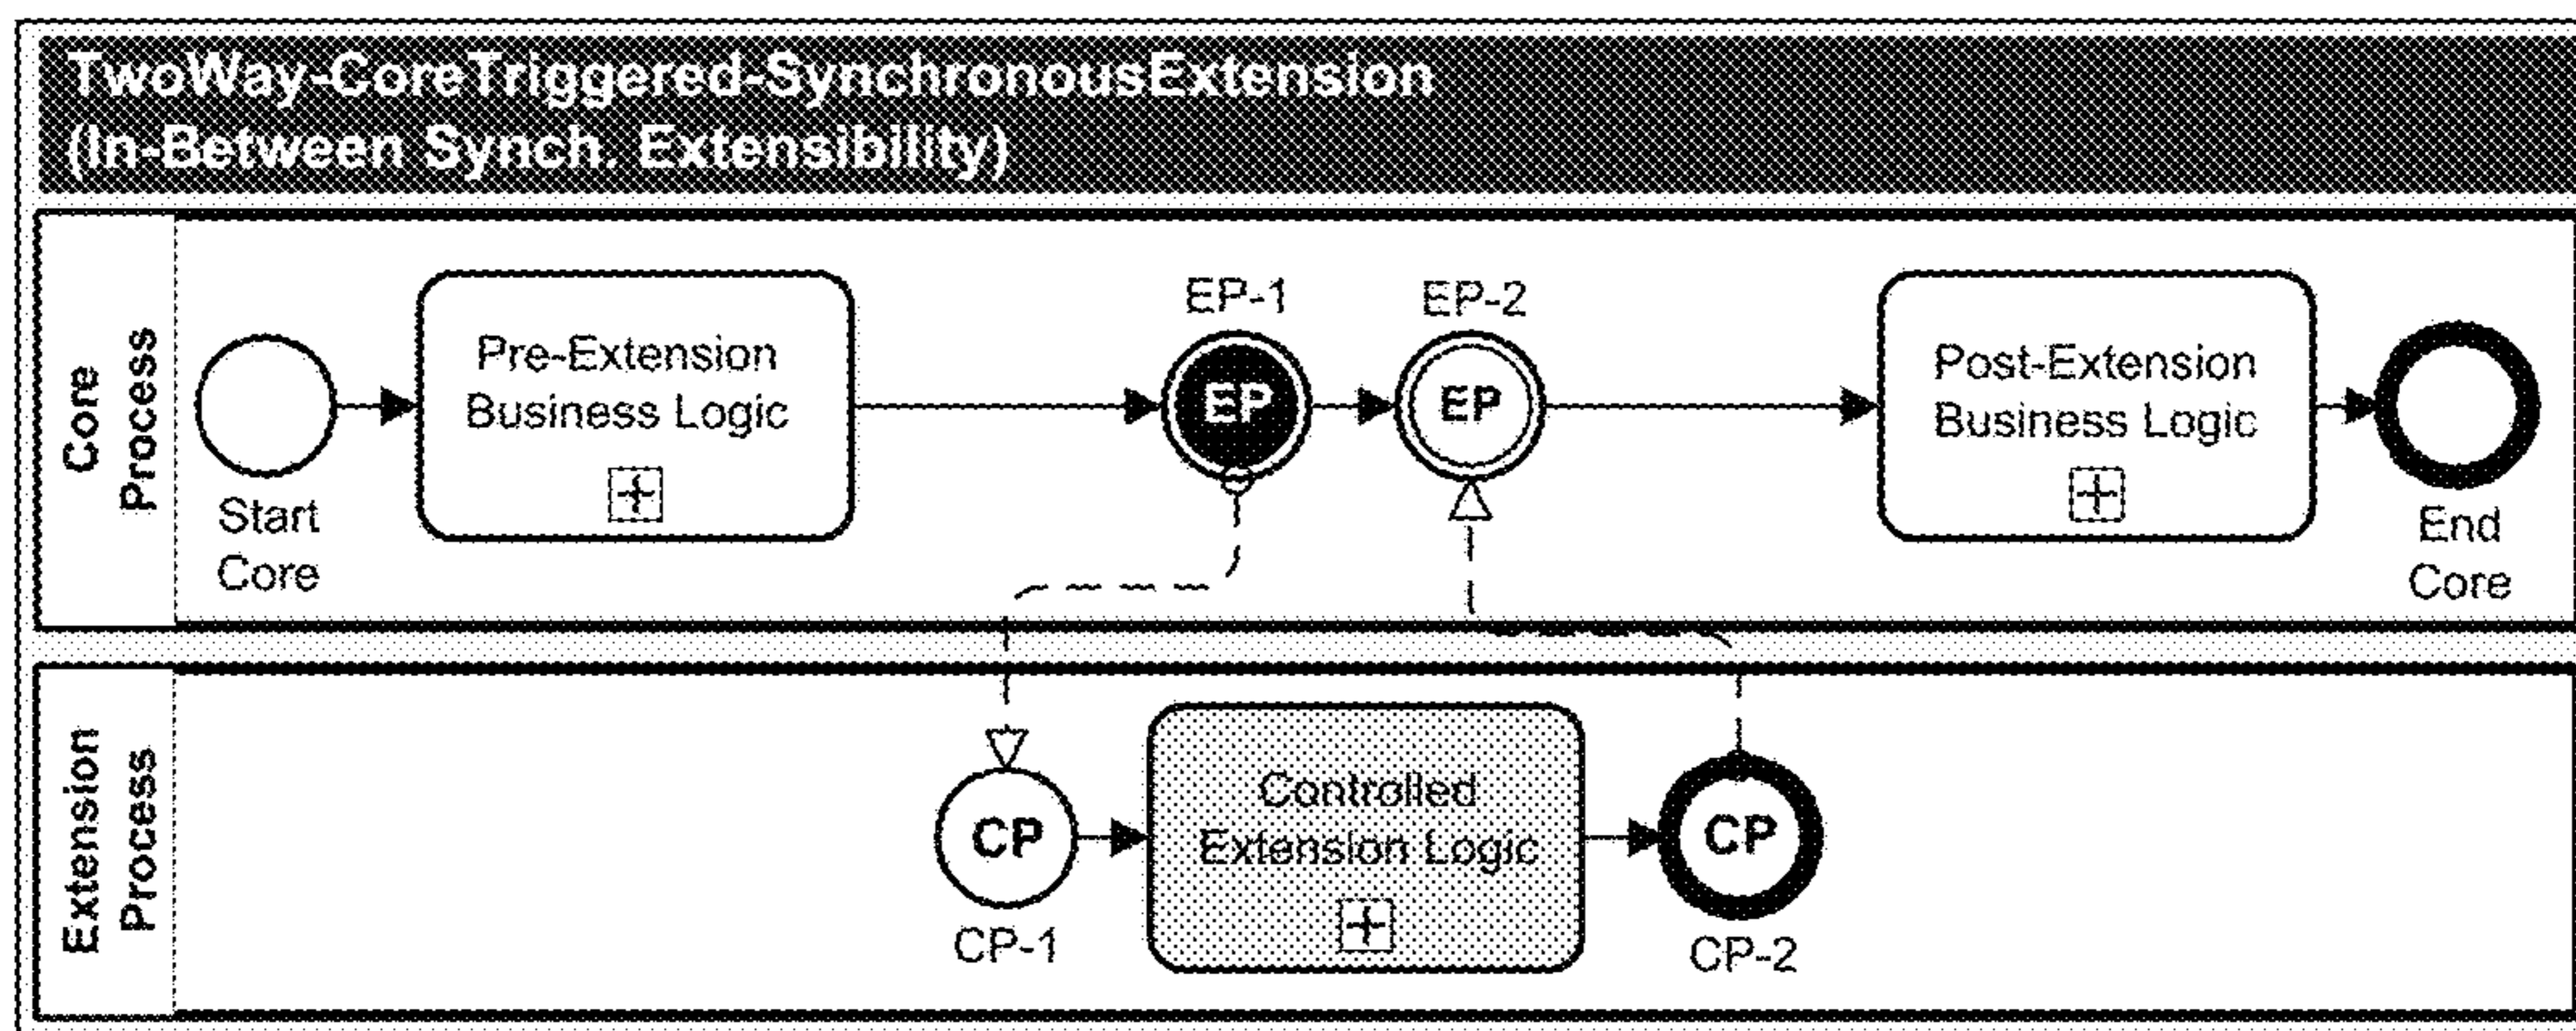 TwoWay-CoreTriggered-SynchronousExtension
(In-Between Synch. Extensibility)
Core
Process
Start
Core
Pre-Extension
Business Logic
EP-1
EP
EP-2
EP
Post-Extension
Business Logic
End
Core
Extension
Process
CP
CP-1
Controlled
Extension Logic
CP
CP-2